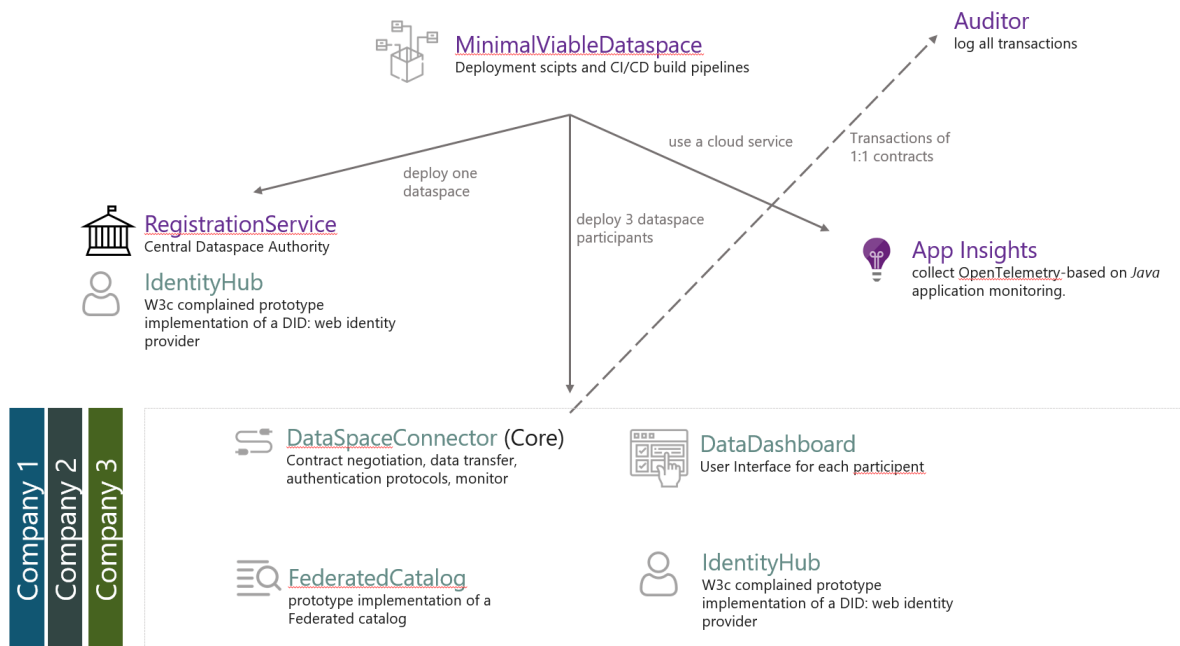 MinimalViableDataspace
Deployment scipts and CI/CD build pipelines
Auditor
log all transactions
use a cloud service
Transactions of
1:1 contracts
deploy one
dataspace
deploy 3 dataspace
participants
RegistrationService
Central Dataspace Authority
IdentityHub
W3c complained prototype
implementation of a DID: web identity
provider
App Insights
collect OpenTelemetry-based on Java
application monitoring.
Company 1
Company 2
Company 3
DataSpaceConnector (Core)
Contract negotiation, data transfer,
authentication protocols, monitor
DataDashboard
User Interface for each participent
FederatedCatalog
prototype implementation of a
Federated catalog
IdentityHub
W3c complained prototype
implementation of a DID: web identity
provider